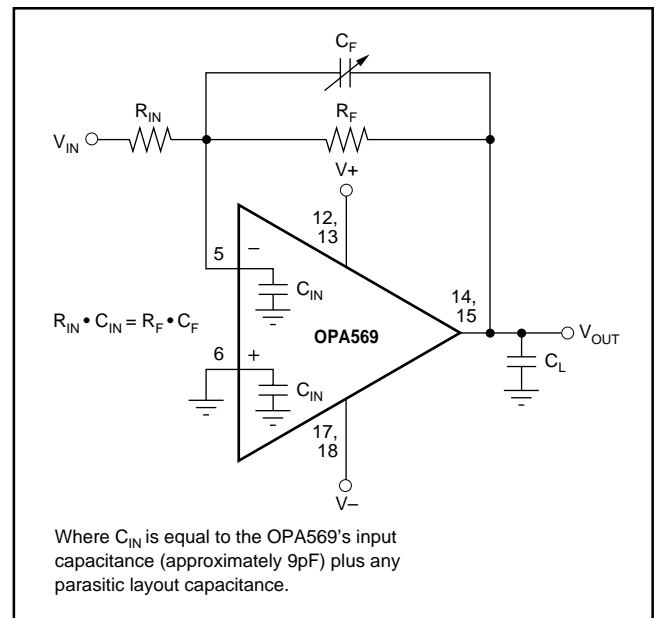 C_F
R_IN
R_F
V_IN
V+
12,
13
5
−
C_IN
R_IN • C_IN = R_F • C_F
OPA569
14,
15
V_OUT
6
+
C_IN
C_L
17,
18
V−
Where C_IN is equal to the OPA569's input
capacitance (approximately 9pF) plus any
parasitic layout capacitance.